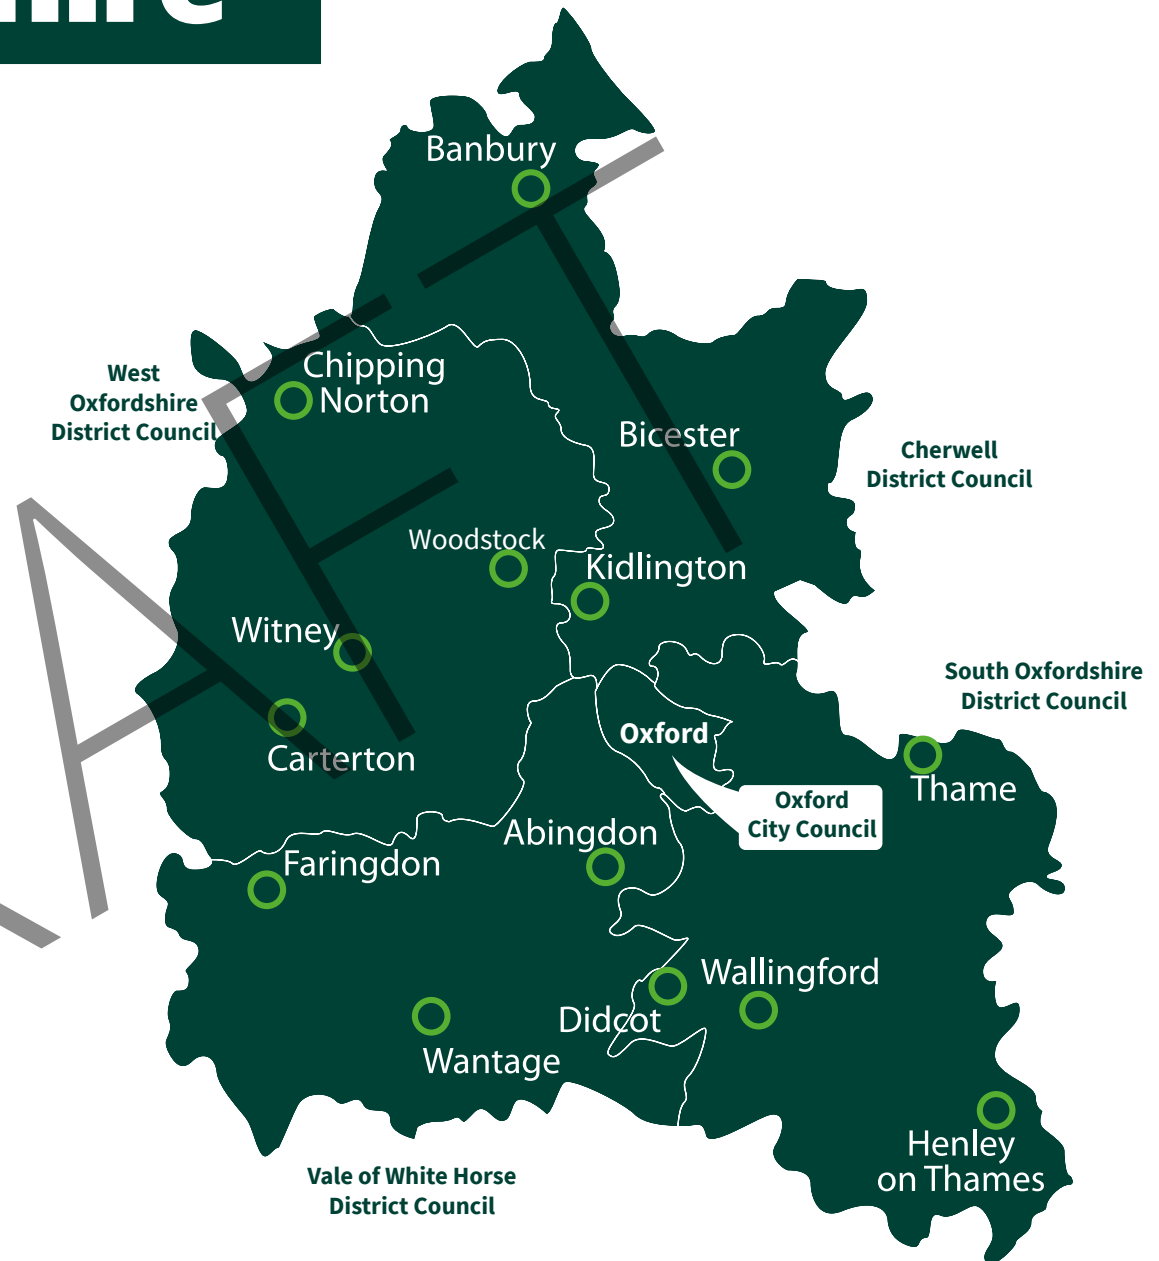 Banbury
Chipping
Norton
West
Oxfordshire
District Council
Bicester
Cherwell
District Council
Woodstock
Kidlington
Witney
South Oxfordshire
District Council
Oxford
Carterton
Thame
Oxford
City Council
Abingdon
Faringdon
Wallingford
Didcot
Wantage
Henley
on Thames
Vale of White Horse
District Council